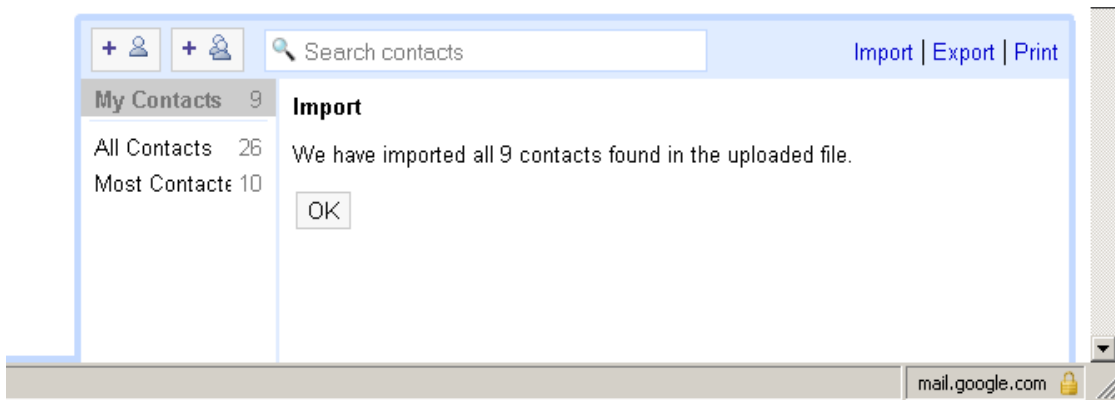 + +
Search contacts
Import | Export | Print
My Contacts 9
All Contacts 26
Most Contacte 10
Import
We have imported all 9 contacts found in the uploaded file.
OK
mail.google.com